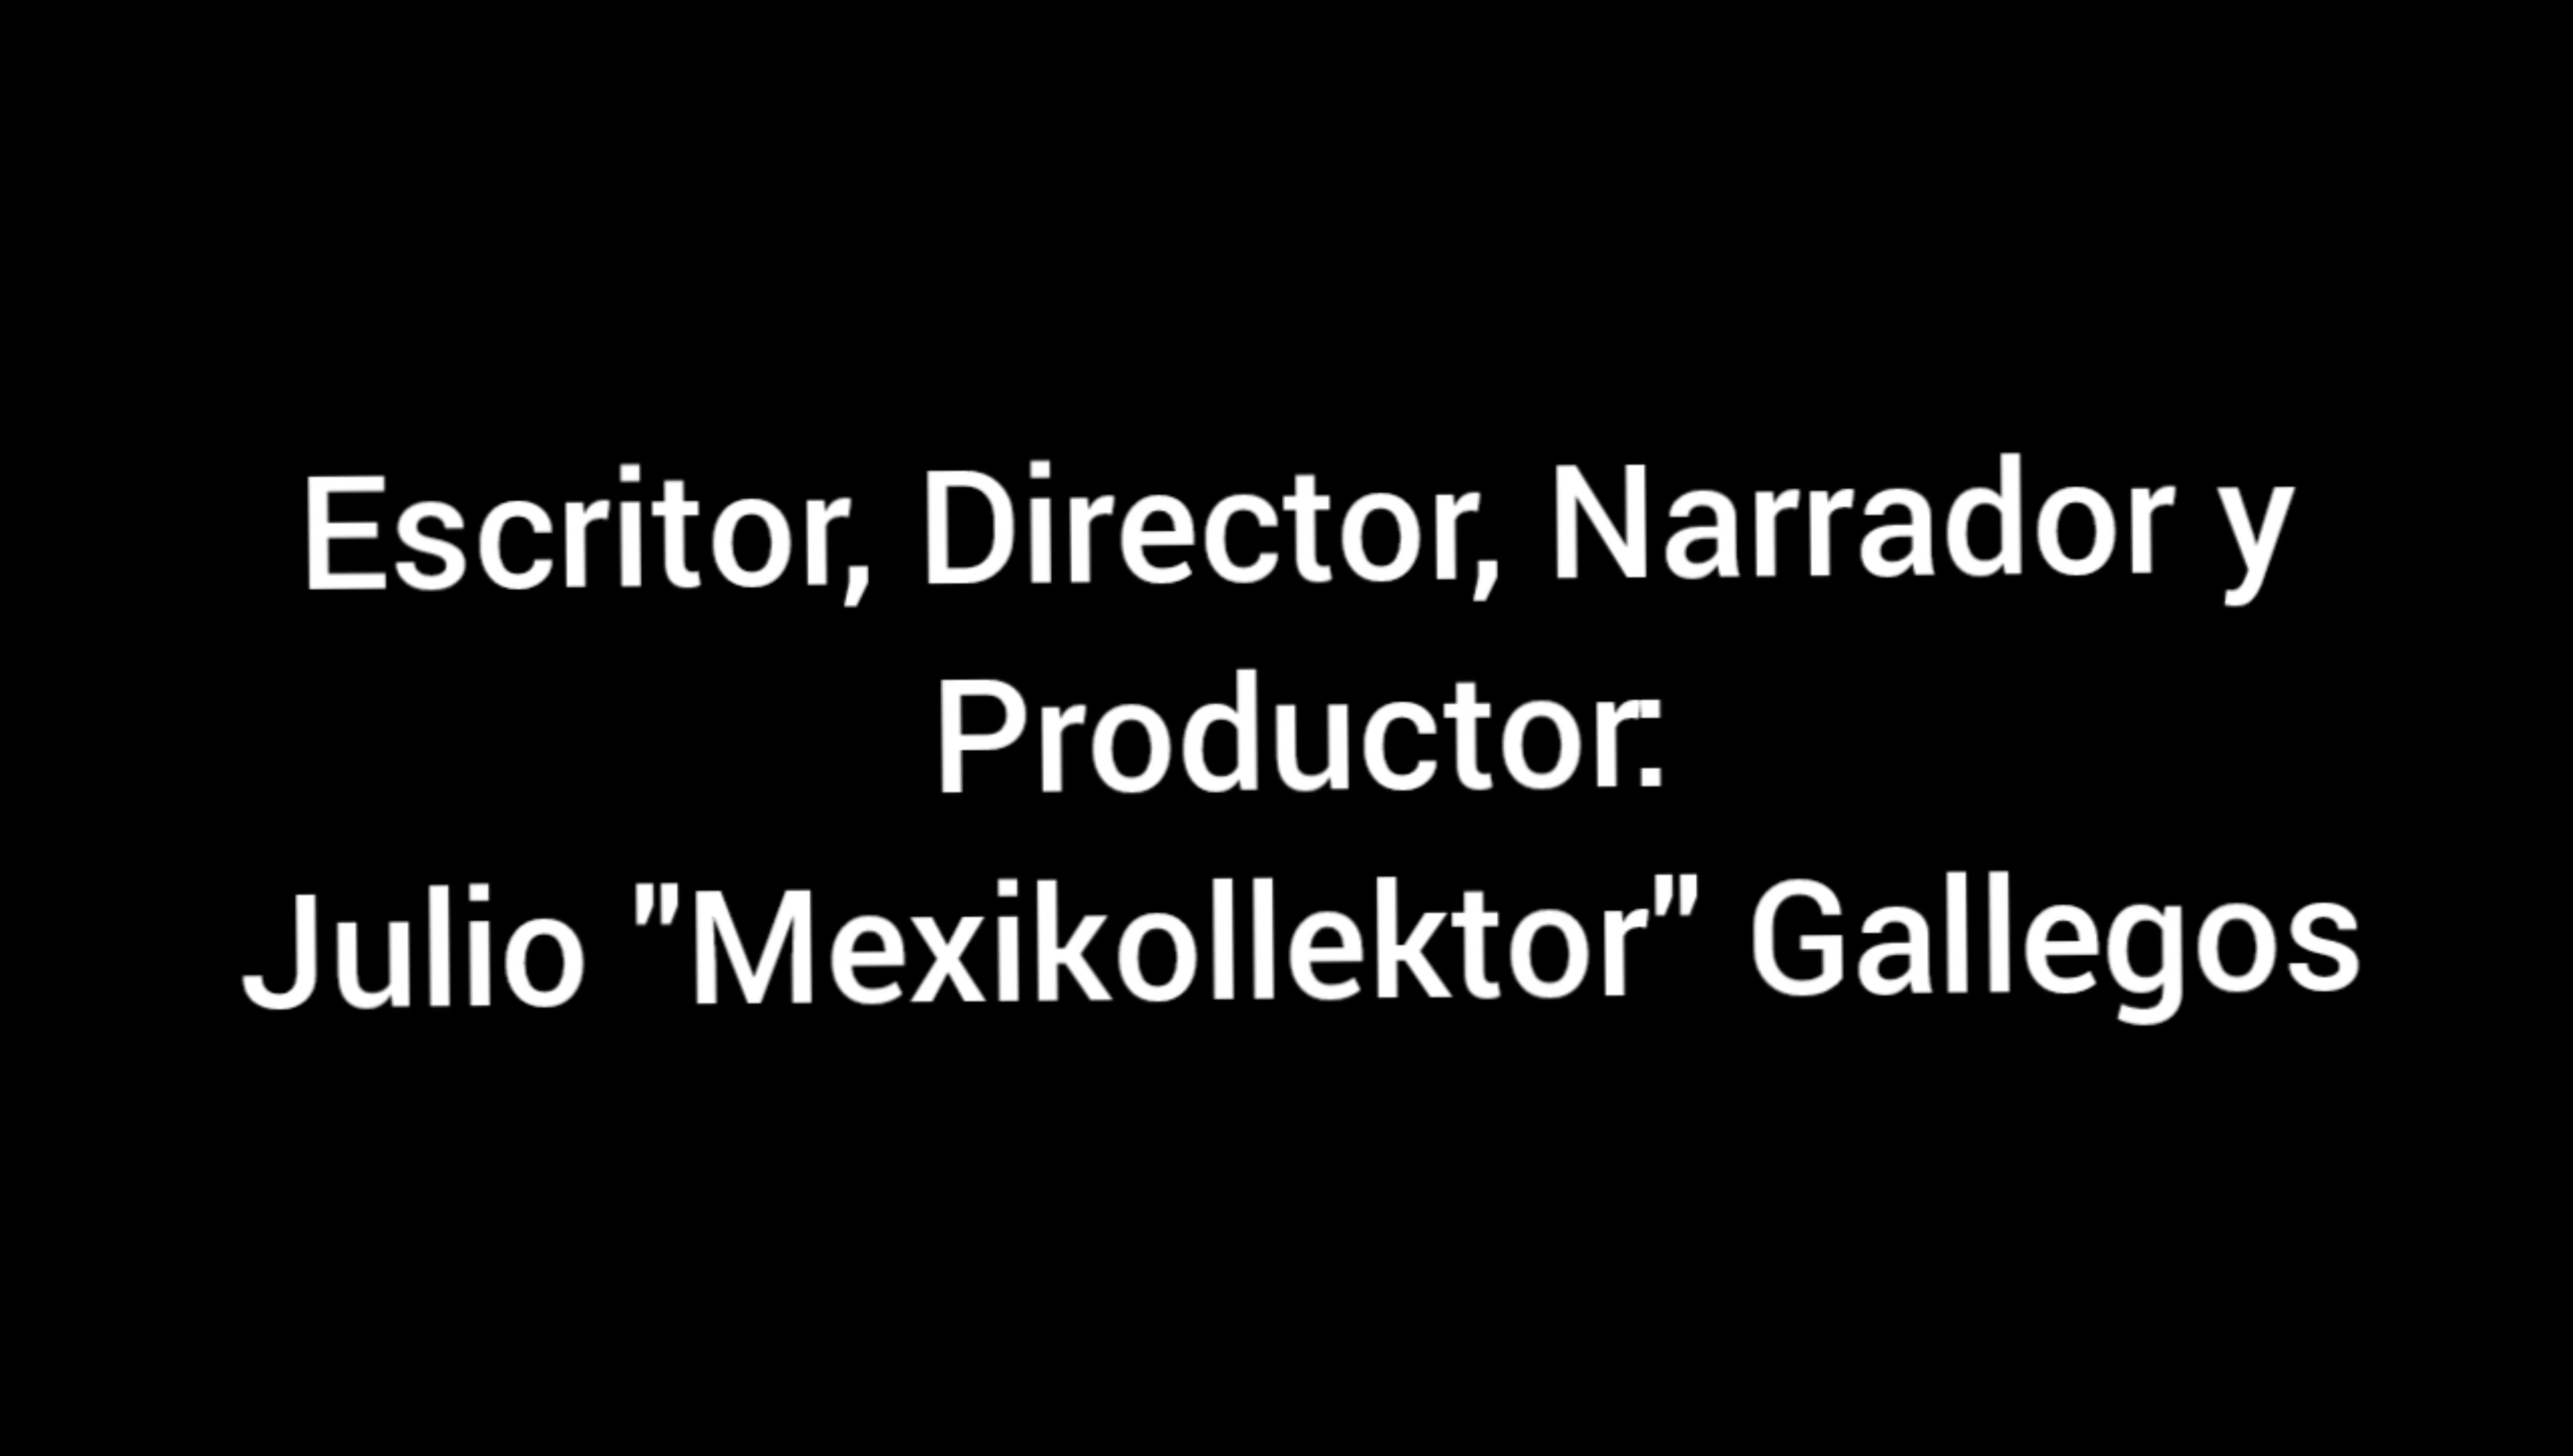 Escritor, Director, Narrador y
Productor:
Julio "Mexikollektor" Gallegos